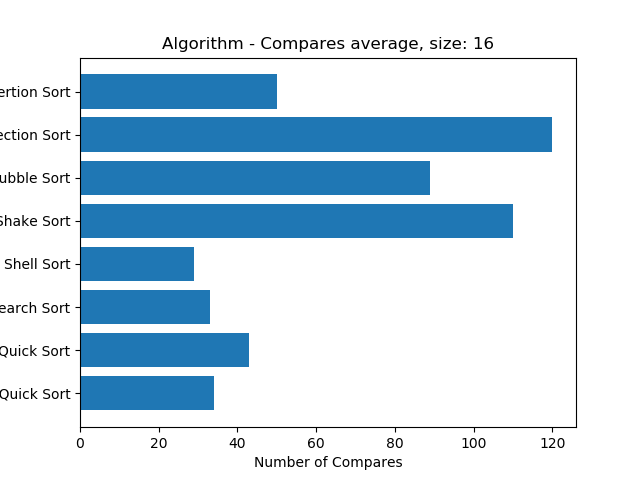 Algorithm - Compares average, size: 16
ertion Sort
ection Sort
ubble Sort
Shake Sort
Shell Sort
earch Sort
Quick Sort
Quick Sort
0 20 40 60 80 100 120
Number of Compares